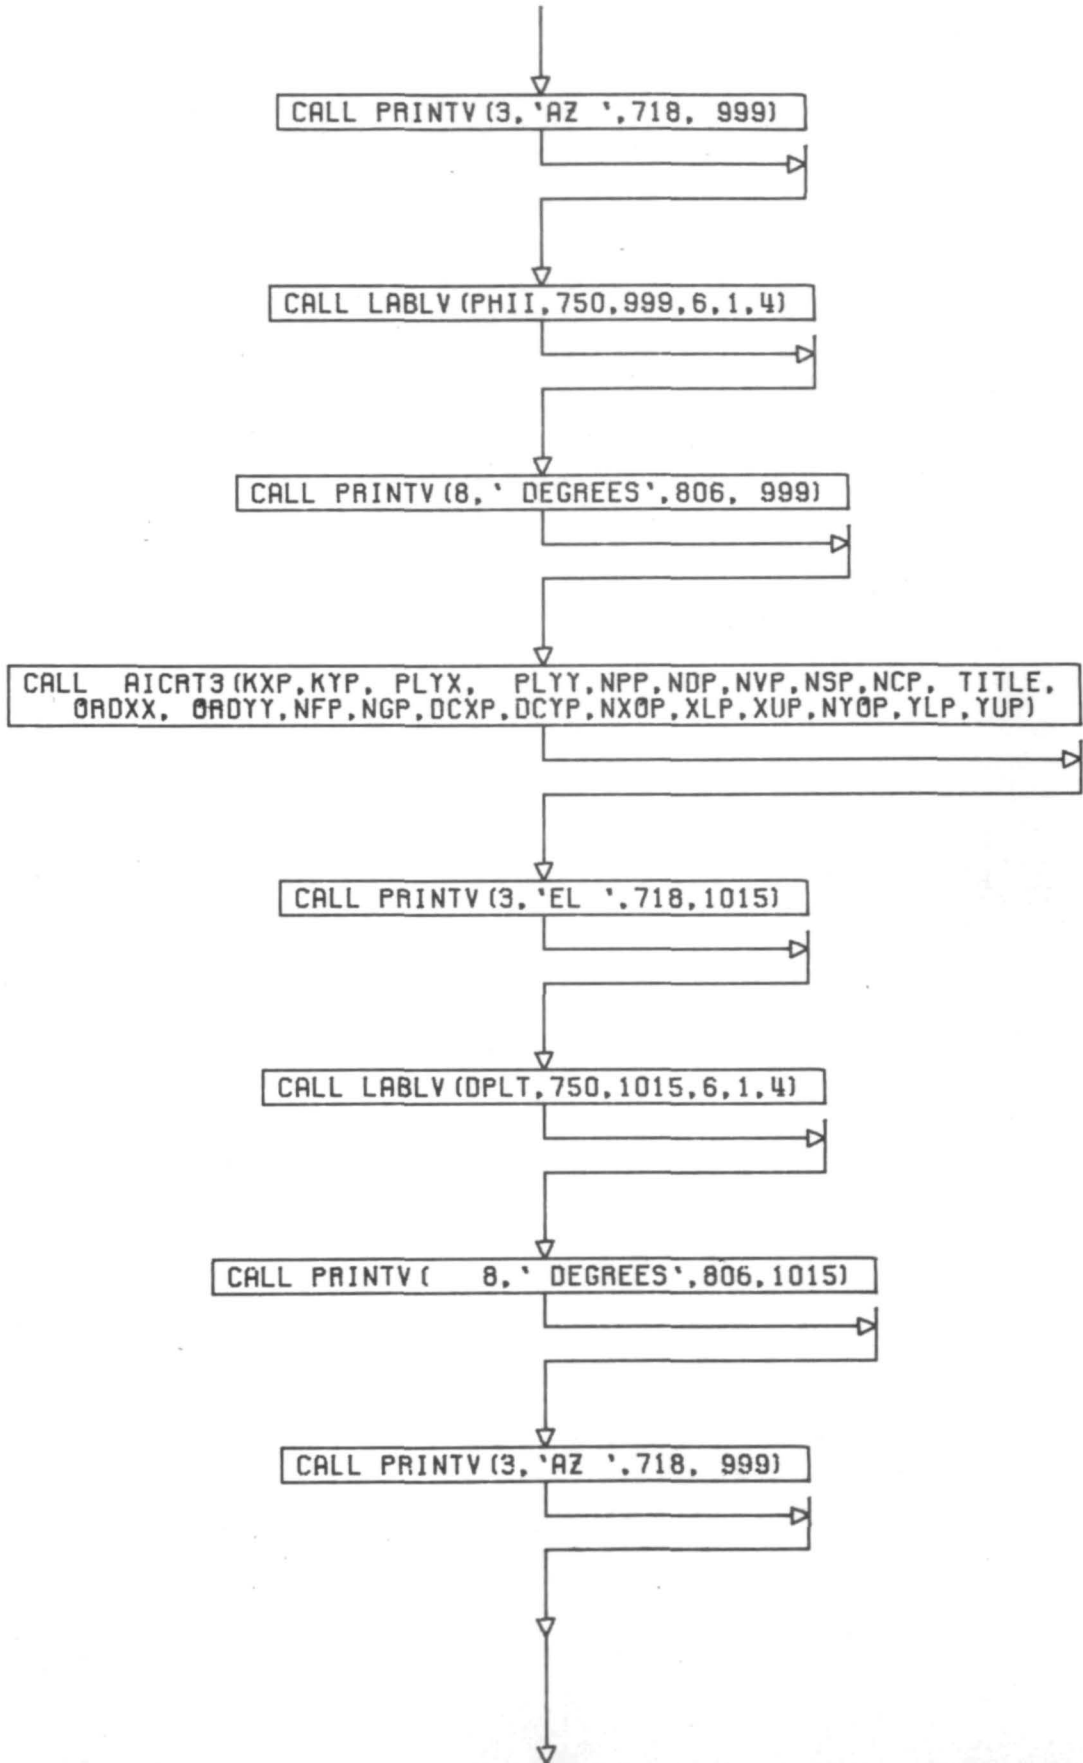 CALL PRINTV(3,'AZ ',718, 999)
CALL LABLV(PHII,750,999,6,1,4)
CALL PRINTV(8,' DEGREES',806, 999)
CALL AICRT3(KXP,KYP, PLYX, PLYY,NPP,NDP,NVP,NSP,NCP, TITLE,
ORDXX, ORDYY,NFP,NGP,DCXP,DCYP,NXOP,XLP,XUP,NYOP,YLP,YUP)
CALL PRINTV(3,'EL ',718,1015)
CALL LABLV(DPLT,750,1015,6,1,4)
CALL PRINTV( 8,' DEGREES',806,1015)
CALL PRINTV(3,'AZ ',718, 999)